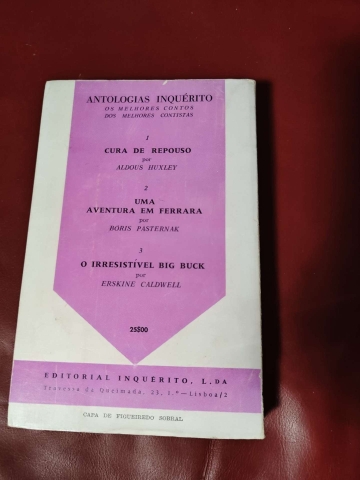 ANTOLOGIAS INQUÉRITO
OS MELHORES CONTOS
DOS MELHORES CONTISTAS
1
CURA DE REPOUSO
por
ALDOUS HUXLEY
2
UMA
AVENTURA EM FERRARA
por
BORIS PASTERNAK
3
O IRRESISTÍVEL BIG BUCK
por
ERSKINE CALDWELL
25$00
EDITORIAL INQUÉRITO, L.DA
Travessa da Queimada, 23, 1.º — Lisboa/2
CAPA DE FIGUEIREDO SOBRAL